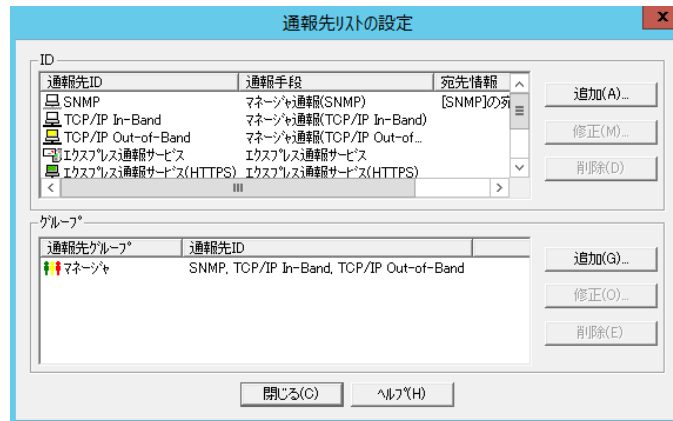 通報先リストの設定
x
ID
通報先ID 通報手段 宛先情報
SNMP マネージャ通報(SNMP) [SNMP]の宛
追加(A)...
TCP/IP In-Band マネージャ通報(TCP/IP In-Band)
TCP/IP Out-of-Band マネージャ通報(TCP/IP Out-of...
修正(M)...
エクスプレス通報サービス エクスプレス通報サービス
エクスプレス通報サービス(HTTPS) エクスプレス通報サービス(HTTPS)
削除(D)
グループ
通報先グループ 通報先ID
マネージャ SNMP, TCP/IP In-Band, TCP/IP Out-of-Band
追加(G)...
修正(O)...
削除(E)
閉じる(C) ヘルプ(H)